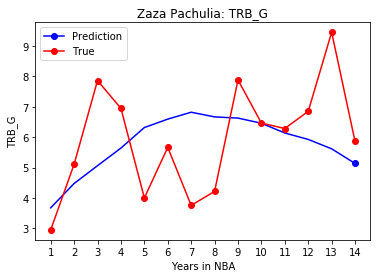 Zaza Pachulia: TRB_G
Prediction
True
TRB_G
9
8
7
6
5
4
3
1 2 3 4 5 6 7 8 9 10 11 12 13 14
Years in NBA